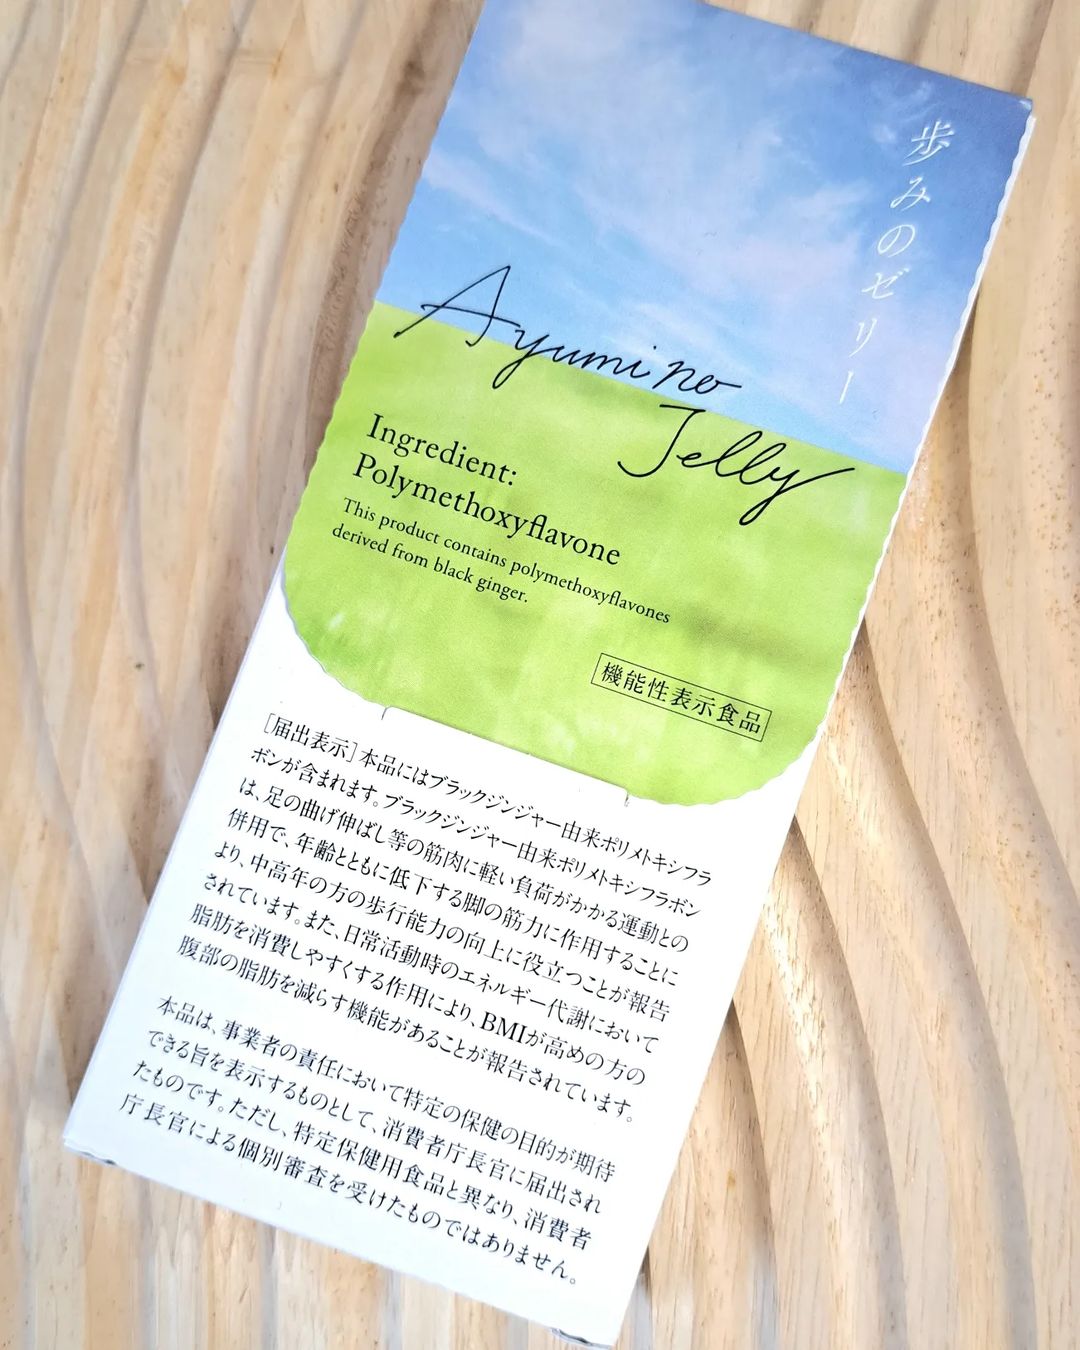 歩みのゼリー
Ayumi no
Jelly
Ingredient:
Polymethoxyflavone
This product contains polymethoxyflavones
derived from black ginger.
機能性表示食品
［届出表示］本品にはブラックジンジャー由来ポリメトキシフラ
ボンが含まれます。ブラックジンジャー由来ポリメトキシフラボン
は、足の曲げ伸ばし等の筋肉に軽い負荷がかかる運動との
併用で、年齢とともに低下する脚の筋力に作用することに
より、中高年の方の歩行能力の向上に役立つことが報告
されています。また、日常活動時のエネルギー代謝において
脂肪を消費しやすくする作用により、BMIが高めの方の
腹部の脂肪を減らす機能があることが報告されています。
本品は、事業者の責任において特定の保健の目的が期待
できる旨を表示するものとして、消費者庁長官に届出され
たものです。ただし、特定保健用食品と異なり、消費者
庁長官による個別審査を受けたものではありません。